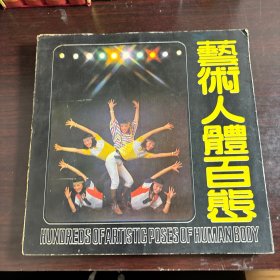 藝術人體百態
HUNDREDS OF ARTISTIC POSES OF HUMAN BODY